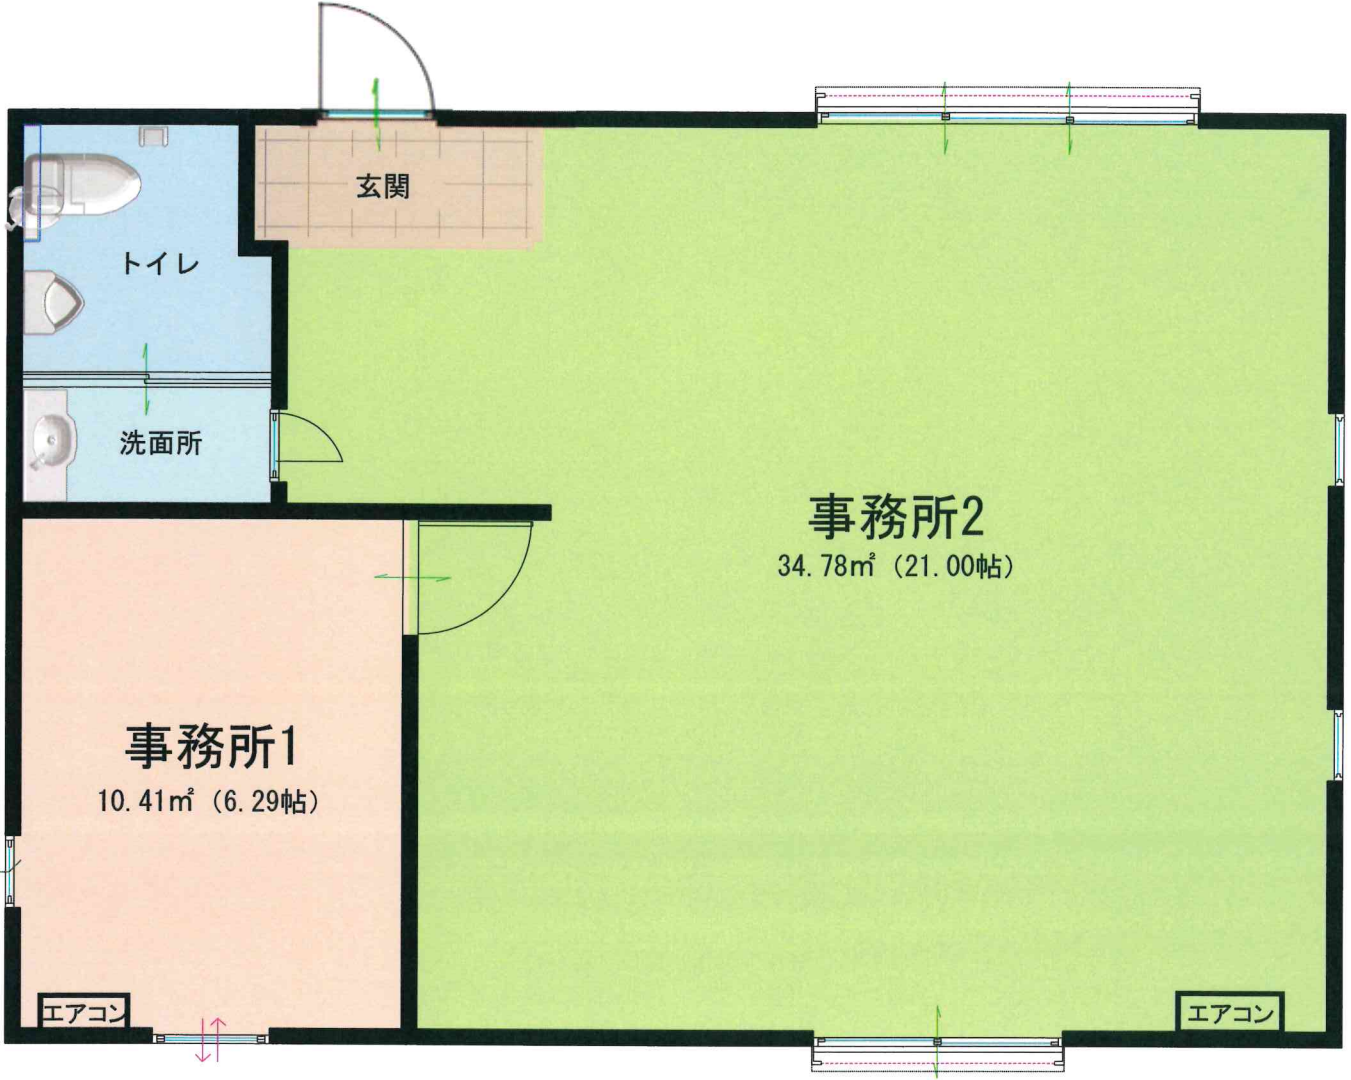 玄関
トイレ
洗面所
事務所2
34.78㎡(21.00帖)
事務所1
10.41㎡(6.29帖)
エアコン
エアコン